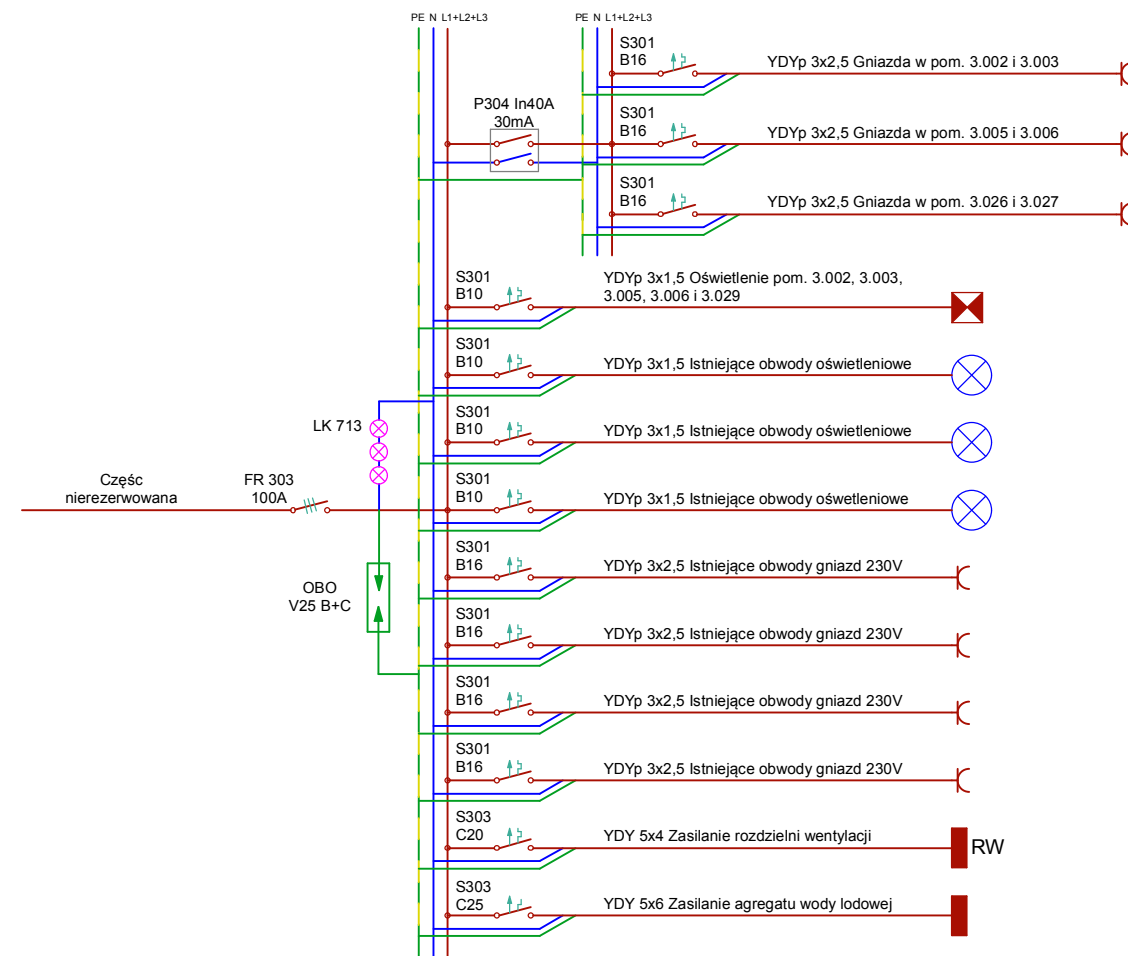 PE N L1+L2+L3
PE N L1+L2+L3
S301
B16
YDYp 3x2,5 Gniazda w pom. 3.002 i 3.003
P304 In40A
30mA
S301
B16
YDYp 3x2,5 Gniazda w pom. 3.005 i 3.006
S301
B16
YDYp 3x2,5 Gniazda w pom. 3.026 i 3.027
S301
B10
YDYp 3x1,5 Oświetlenie pom. 3.002, 3.003,
3.005, 3.006 i 3.029
S301
B10
YDYp 3x1,5 Istniejące obwody oświetleniowe
LK 713
S301
B10
YDYp 3x1,5 Istniejące obwody oświetleniowe
Częśc
nierezerwowana
FR 303
100A
S301
B10
YDYp 3x1,5 Istniejące obwody ośwetleniowe
OBO
V25 B+C
S301
B16
YDYp 3x2,5 Istniejące obwody gniazd 230V
S301
B16
YDYp 3x2,5 Istniejące obwody gniazd 230V
S301
B16
YDYp 3x2,5 Istniejące obwody gniazd 230V
S301
B16
YDYp 3x2,5 Istniejące obwody gniazd 230V
S303
C20
YDY 5x4 Zasilanie rozdzielni wentylacji
RW
S303
C25
YDY 5x6 Zasilanie agregatu wody lodowej